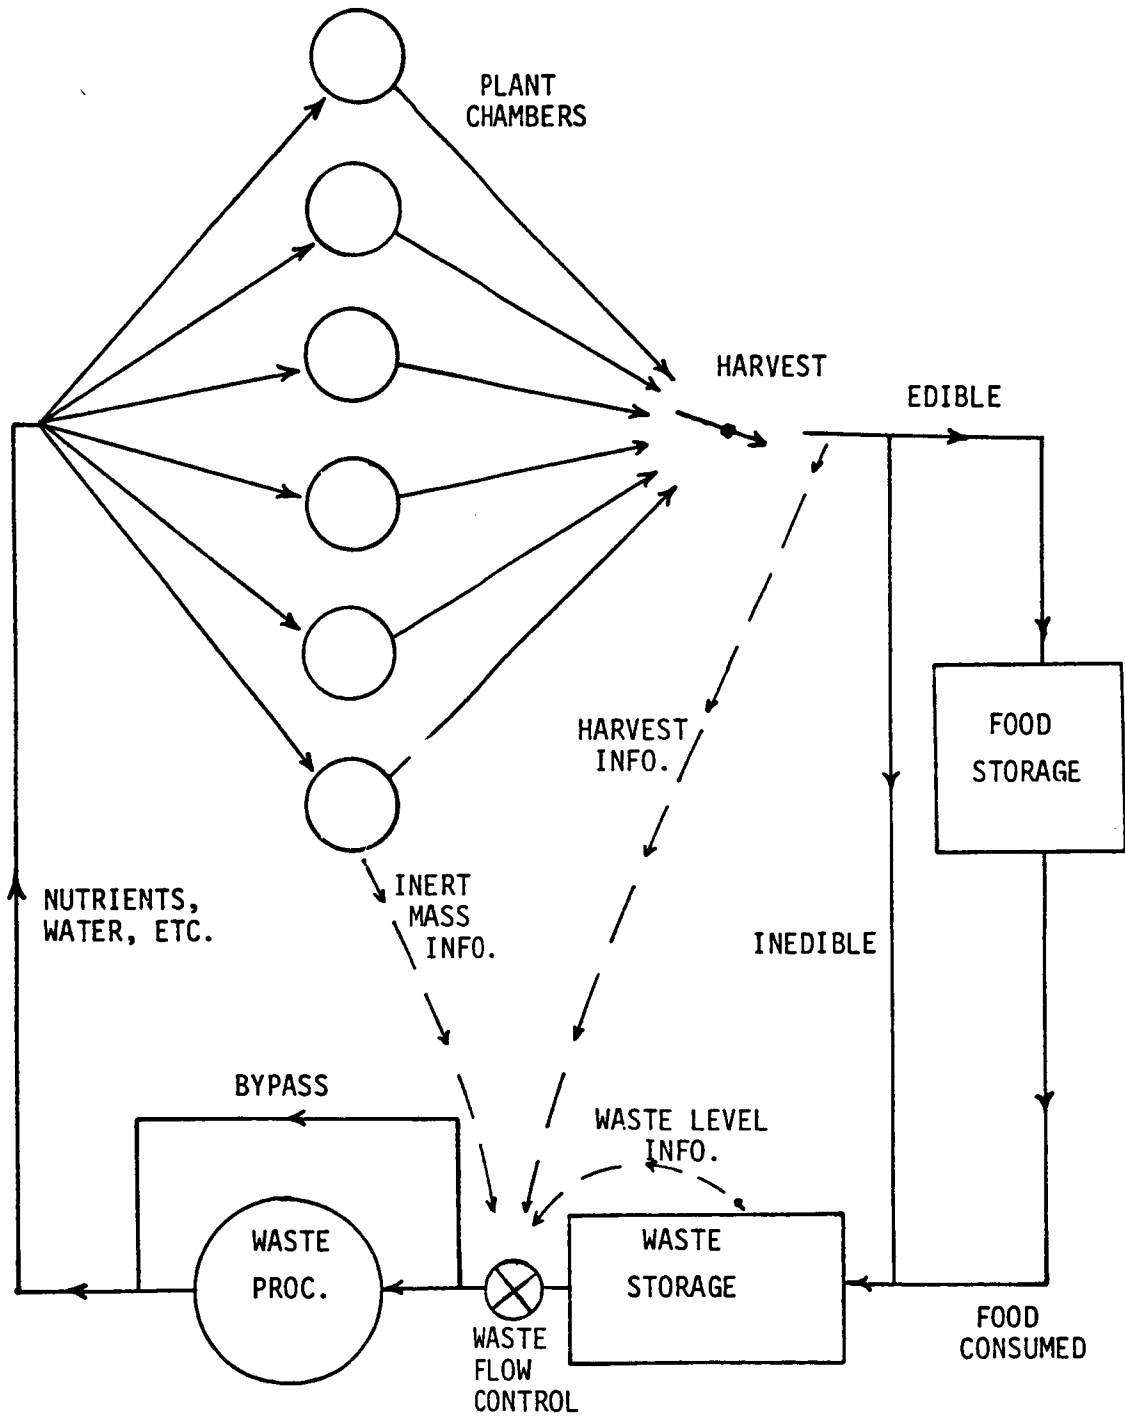 PLANT
CHAMBERS
HARVEST
EDIBLE
HARVEST
INFO.
FOOD
STORAGE
INERT
MASS
INFO.
NUTRIENTS,
WATER, ETC.
INEDIBLE
BYPASS
WASTE LEVEL
INFO.
WASTE
PROC.
WASTE
STORAGE
WASTE
FLOW
CONTROL
FOOD
CONSUMED